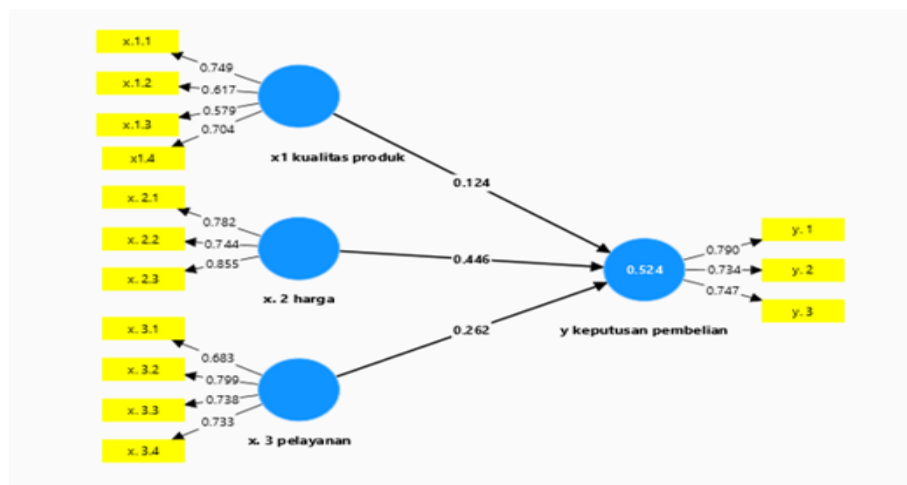 x.1.1
0.749
x.1.2
0.617
x.1.3
0.579
x1.4
0.704
x1 kualitas produk
0.124
x. 2.1
0.782
x. 2.2
0.744
x. 2.3
0.855
x. 2 harga
0.446
x. 3.1
0.683
x. 3.2
0.799
x. 3.3
0.738
x. 3.4
0.733
x. 3 pelayanan
0.262
0.524
y keputusan pembelian
0.790
y. 1
0.734
y. 2
0.747
y. 3